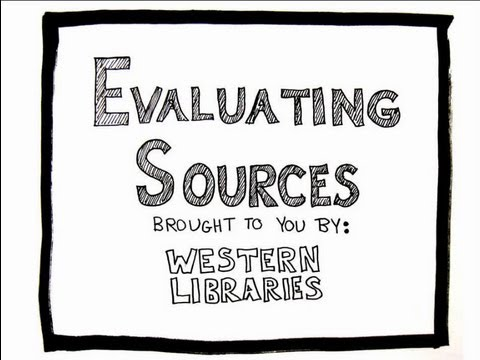 EVALUATING
SOURCES
BROUGHT TO YOU BY:
WESTERN
LIBRARIES